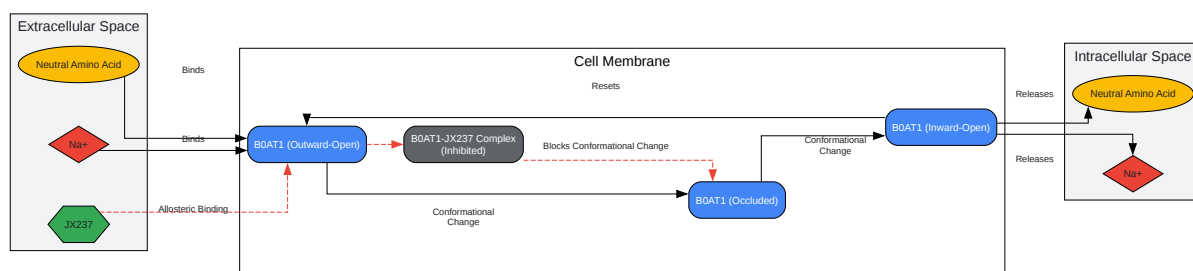 Extracellular Space
Neutral Amino Acid
Na+
JX237
Binds
Binds
Allosteric Binding
Cell Membrane
Resets
B0AT1 (Outward-Open)
B0AT1-JX237 Complex
(Inhibited)
Blocks Conformational Change
Conformational
Change
B0AT1 (Occluded)
Conformational
Change
B0AT1 (Inward-Open)
Releases
Releases
Intracellular Space
Neutral Amino Acid
Na+